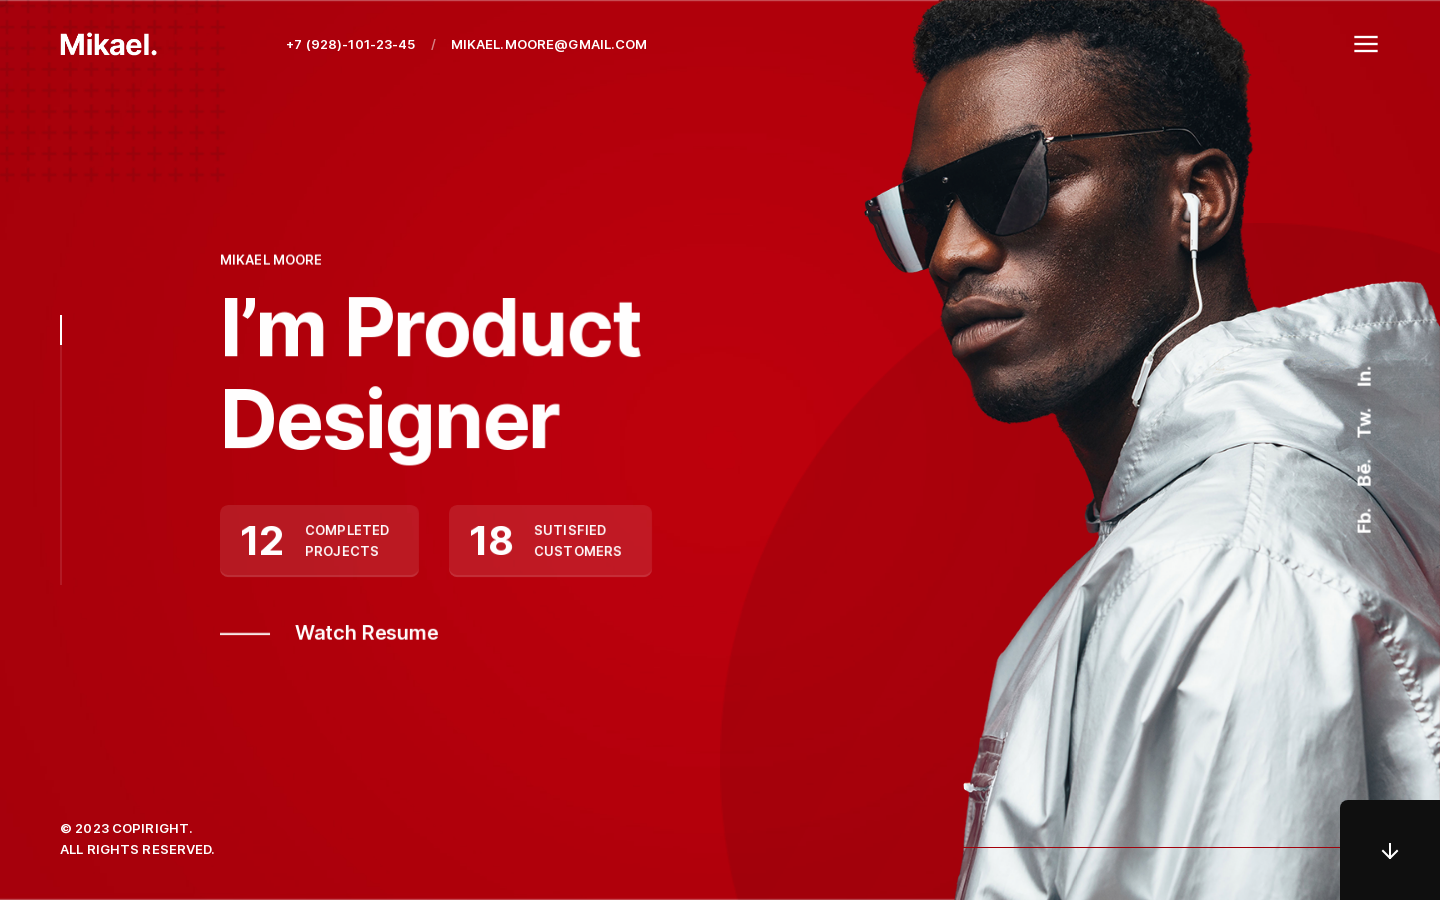 Mikael.
+7 (928)-101-23-45 / MIKAEL.MOORE@GMAIL.COM
MIKAEL MOORE
I’m Product
Designer
12 COMPLETED PROJECTS
18 SUTISFIED CUSTOMERS
Watch Resume
In.
Tw.
Bē.
Fb.
© 2023 COPIRIGHT.
ALL RIGHTS RESERVED.